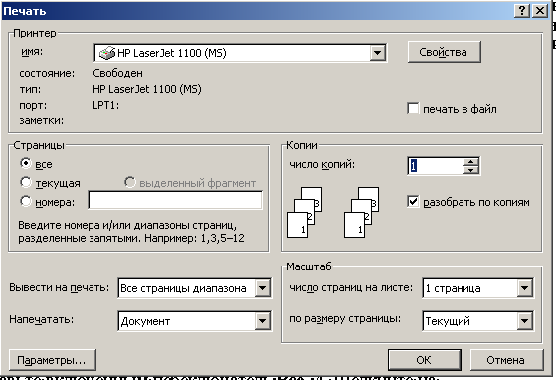 Печать
Принтер
имя: HP LaserJet 1100 (MS) Свойства
состояние: Свободен
тип: HP LaserJet 1100 (MS)
порт: LPT1:
заметки:
печать в файл
Страницы
все
текущая выделенный фрагмент
номера:
Введите номера и/или диапазоны страниц,
разделенные запятыми. Например: 1,3,5–12
Копии
число копий: 1
1 2 3 1 2 3
разобрать по копиям
Вывести на печать: Все страницы диапазона
Напечатать: Документ
Масштаб
число страниц на листе: 1 страница
по размеру страницы: Текущий
Параметры... ОК Отмена